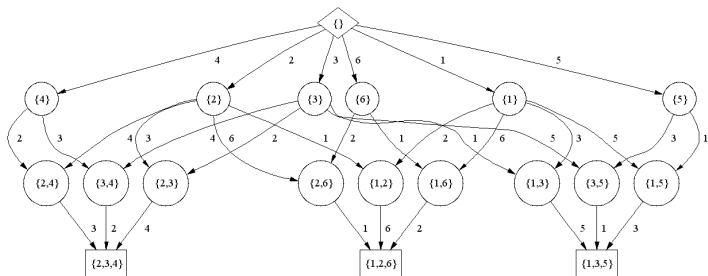 {}
4 2 3 6 1 5
{4} {2} {3} {6} {1} {5}
2 3 4 3 6 1 4 2 2 1 1 5 2 6 3 5 3 1
{2,4} {3,4} {2,3} {2,6} {1,2} {1,6} {1,3} {3,5} {1,5}
3 2 4 1 6 2 5 1 3
{2,3,4} {1,2,6} {1,3,5}